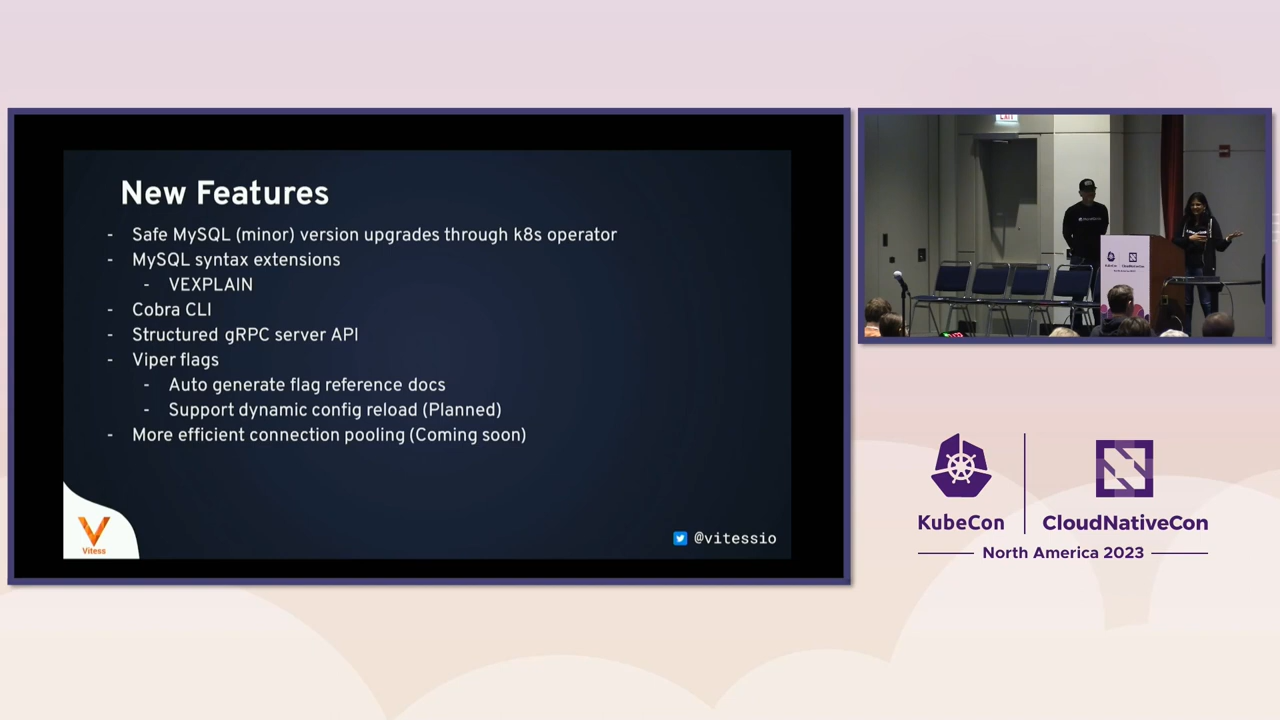 New Features
- Safe MySQL (minor) version upgrades through k8s operator
- MySQL syntax extensions
- VEXPLAIN
- Cobra CLI
- Structured gRPC server API
- Viper flags
- Auto generate flag reference docs
- Support dynamic config reload (Planned)
- More efficient connection pooling (Coming soon)
Vitess
@vitessio
EXIT
KubeCon
CloudNativeCon
North America 2023